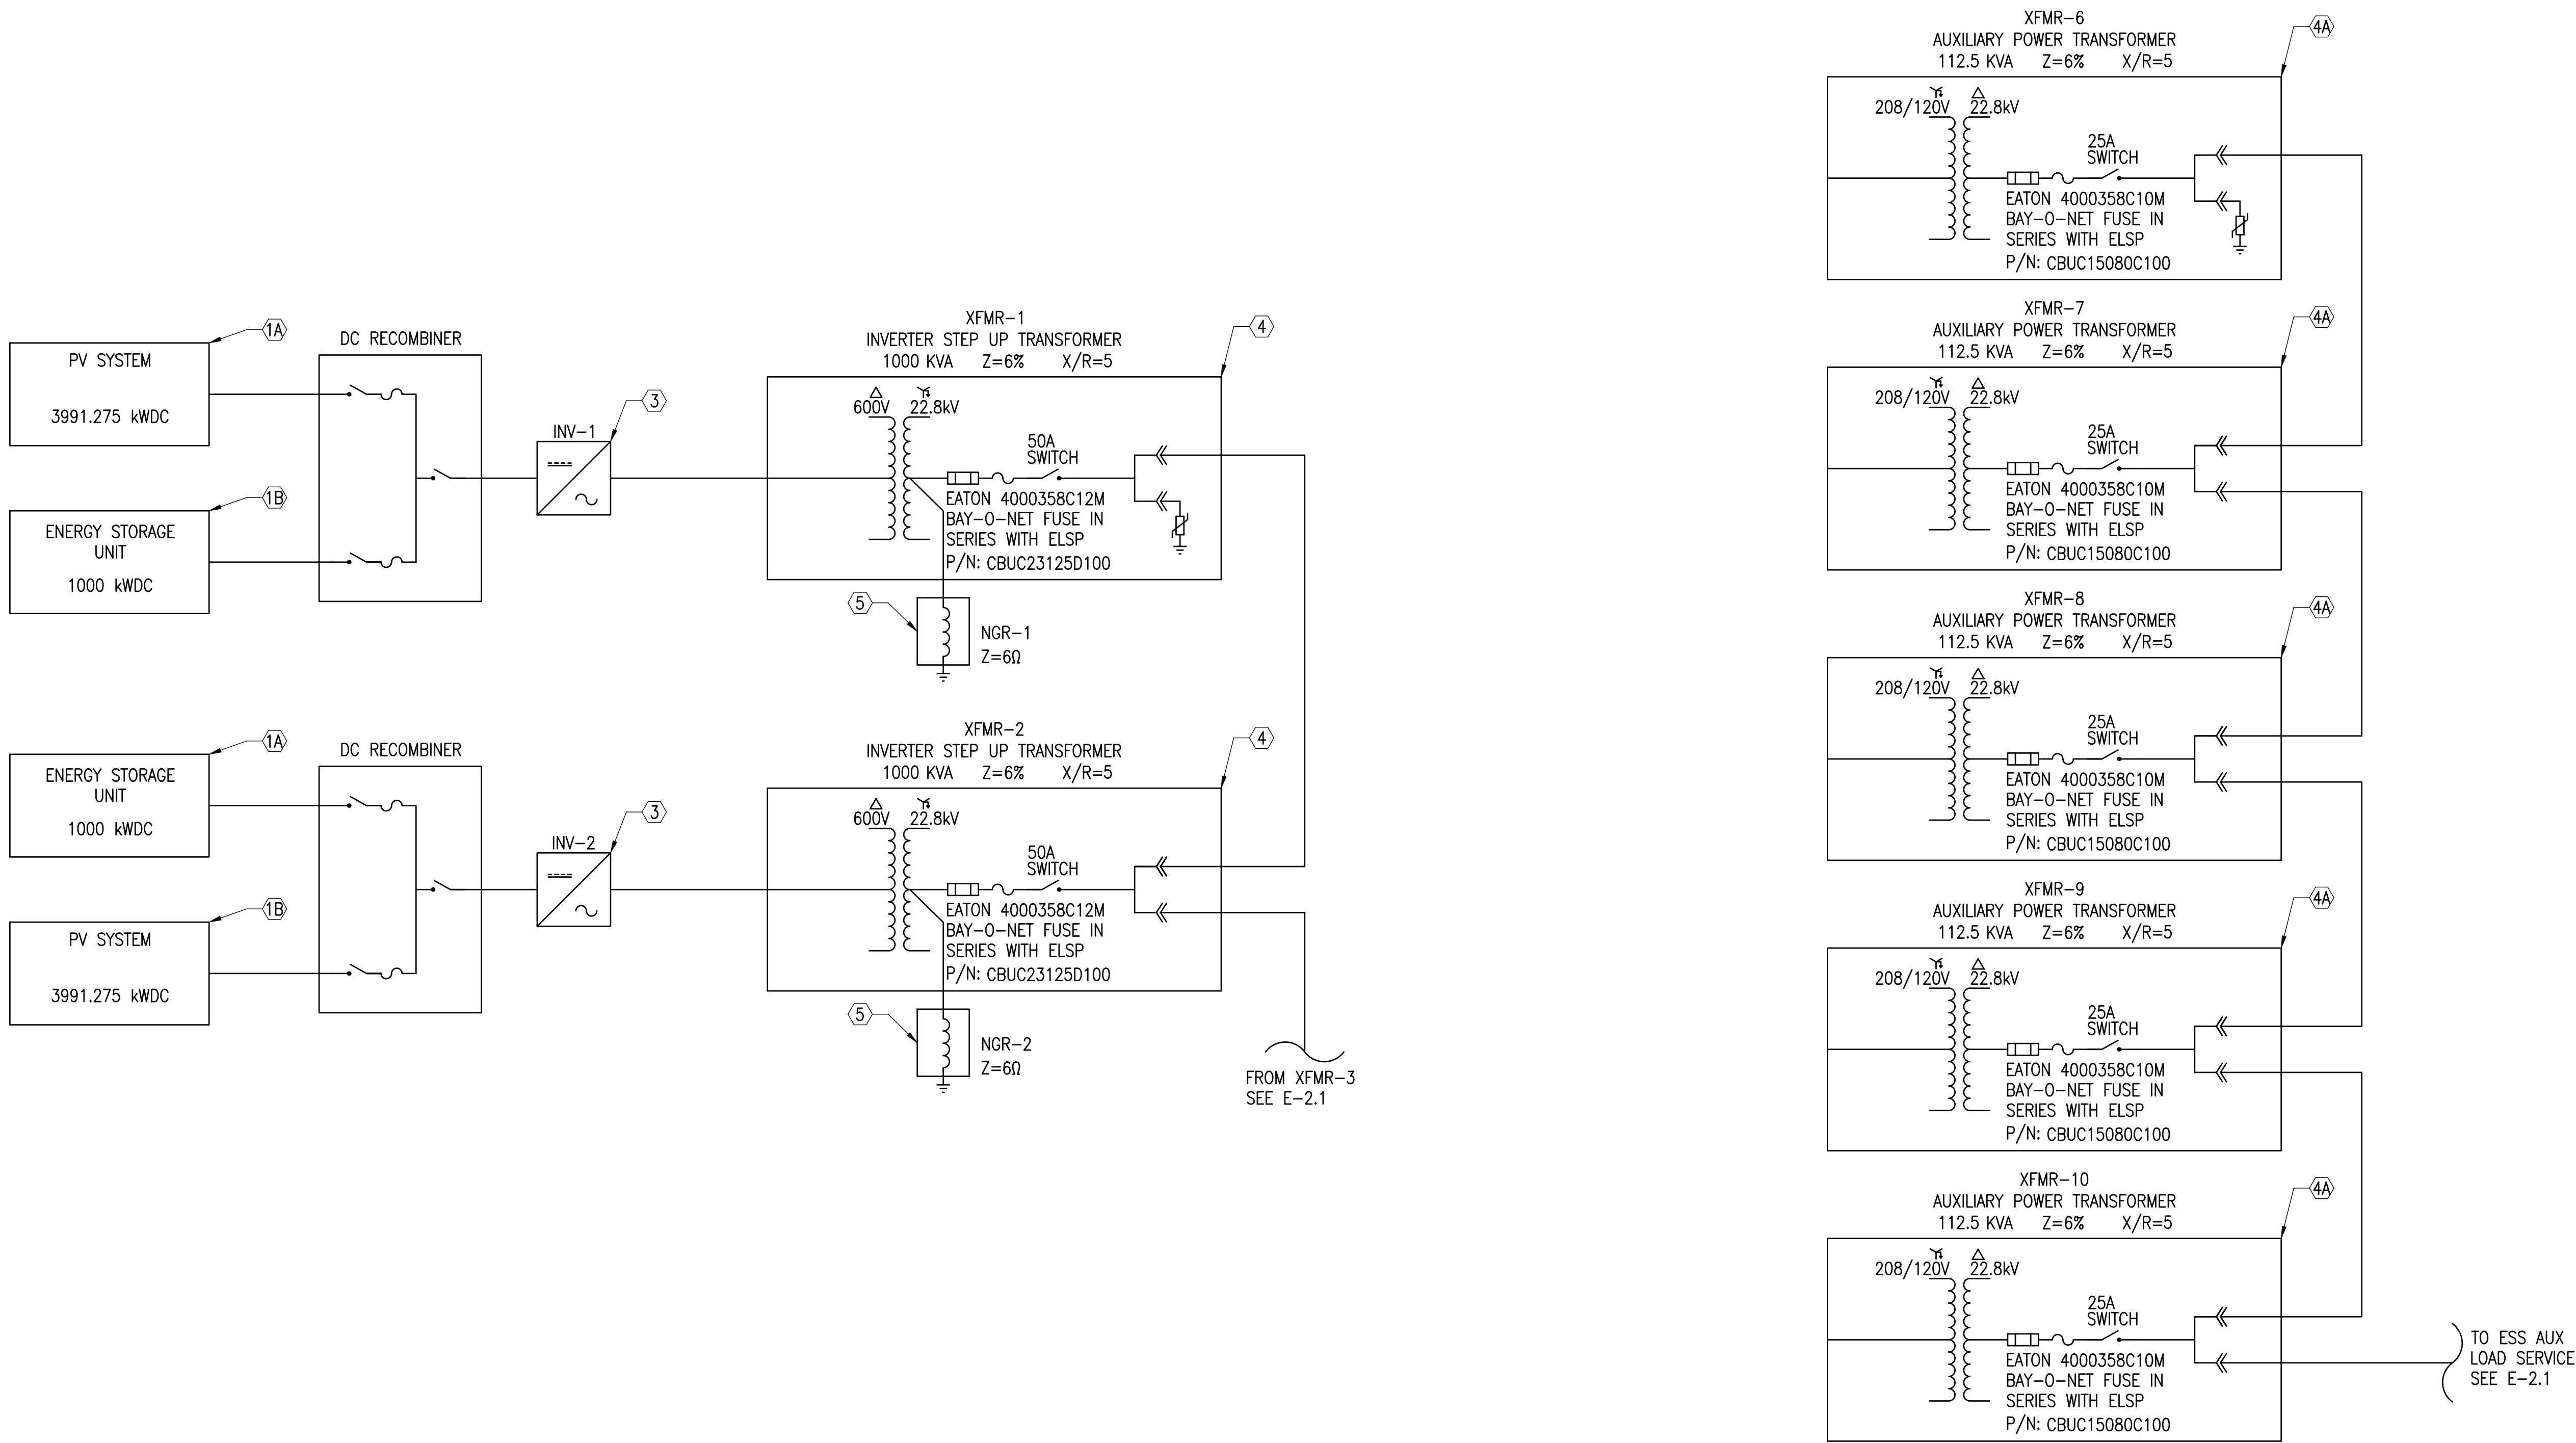 1A
PV SYSTEM
3991.275 kWDC
1B
ENERGY STORAGE
UNIT
1000 kWDC
DC RECOMBINER
INV-1
3
XFMR-1
INVERTER STEP UP TRANSFORMER
1000 KVA Z=6% X/R=5
4
600V 22.8kV
50A
SWITCH
EATON 4000358C12M
BAY-O-NET FUSE IN
SERIES WITH ELSP
P/N: CBUC23125D100
5
NGR-1
Z=6Ω
1A
ENERGY STORAGE
UNIT
1000 kWDC
1B
PV SYSTEM
3991.275 kWDC
DC RECOMBINER
INV-2
3
XFMR-2
INVERTER STEP UP TRANSFORMER
1000 KVA Z=6% X/R=5
4
600V 22.8kV
50A
SWITCH
EATON 4000358C12M
BAY-O-NET FUSE IN
SERIES WITH ELSP
P/N: CBUC23125D100
5
NGR-2
Z=6Ω
FROM XFMR-3
SEE E-2.1
XFMR-6
AUXILIARY POWER TRANSFORMER
112.5 KVA Z=6% X/R=5
4A
208/120V 22.8kV
25A
SWITCH
EATON 4000358C10M
BAY-O-NET FUSE IN
SERIES WITH ELSP
P/N: CBUC15080C100
XFMR-7
AUXILIARY POWER TRANSFORMER
112.5 KVA Z=6% X/R=5
4A
208/120V 22.8kV
25A
SWITCH
EATON 4000358C10M
BAY-O-NET FUSE IN
SERIES WITH ELSP
P/N: CBUC15080C100
XFMR-8
AUXILIARY POWER TRANSFORMER
112.5 KVA Z=6% X/R=5
4A
208/120V 22.8kV
25A
SWITCH
EATON 4000358C10M
BAY-O-NET FUSE IN
SERIES WITH ELSP
P/N: CBUC15080C100
XFMR-9
AUXILIARY POWER TRANSFORMER
112.5 KVA Z=6% X/R=5
4A
208/120V 22.8kV
25A
SWITCH
EATON 4000358C10M
BAY-O-NET FUSE IN
SERIES WITH ELSP
P/N: CBUC15080C100
XFMR-10
AUXILIARY POWER TRANSFORMER
112.5 KVA Z=6% X/R=5
4A
208/120V 22.8kV
25A
SWITCH
EATON 4000358C10M
BAY-O-NET FUSE IN
SERIES WITH ELSP
P/N: CBUC15080C100
TO ESS AUX
LOAD SERVICE
SEE E-2.1